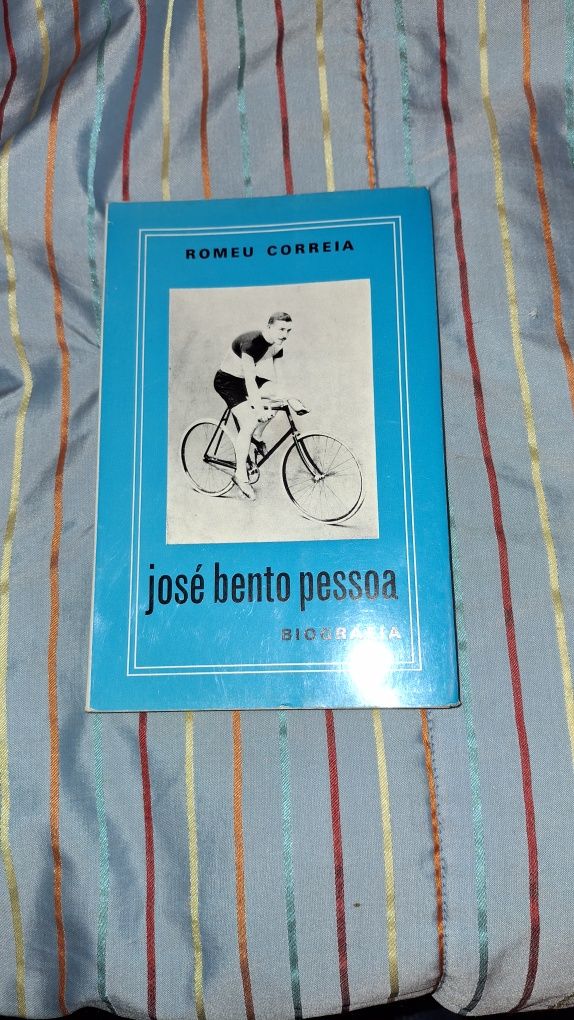 ROMEU CORREIA
josé bento pessoa
BIOGRAFIA